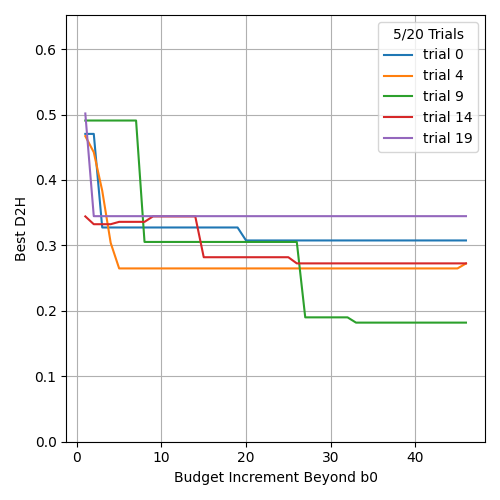 5/20 Trials
trial 0
trial 4
trial 9
trial 14
trial 19
0.6
0.5
0.4
0.3
0.2
0.1
0.0
Best D2H
0 10 20 30 40
Budget Increment Beyond b0